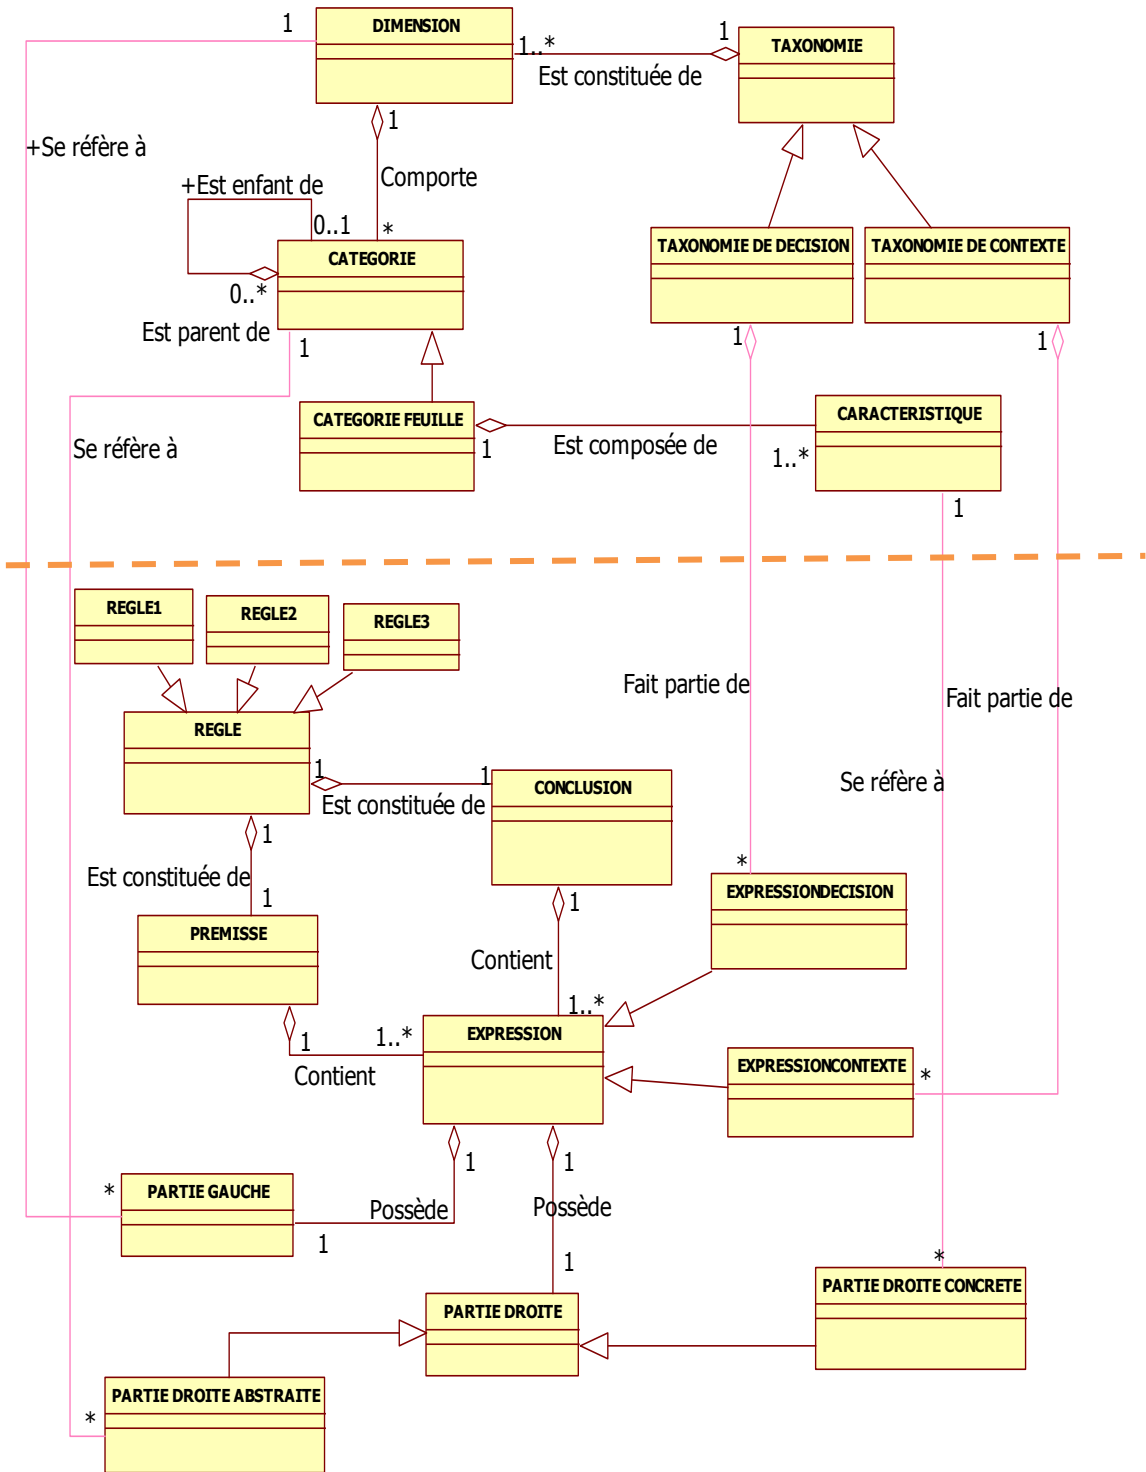 1
DIMENSION
1..*
1
TAXONOMIE
Est constituée de
1
+Se réfère à
Comporte
+Est enfant de
0..1
*
CATEGORIE
TAXONOMIE DE DECISION
TAXONOMIE DE CONTEXTE
0..*
Est parent de
1
1
1
CATEGORIE FEUILLE
CARACTERISTIQUE
Se réfère à
1
Est composée de
1..*
1
REGLE1
REGLE2
REGLE3
Fait partie de
Fait partie de
REGLE
1
1
CONCLUSION
Est constituée de
Se réfère à
1
Est constituée de
1
*
EXPRESSIONDECISION
1
PREMISSE
Contient
1..*
1
1..*
EXPRESSION
Contient
EXPRESSIONCONTEXTE
*
1
1
*
PARTIE GAUCHE
Possède
Possède
1
1
*
PARTIE DROITE CONCRETE
PARTIE DROITE
PARTIE DROITE ABSTRAITE
*